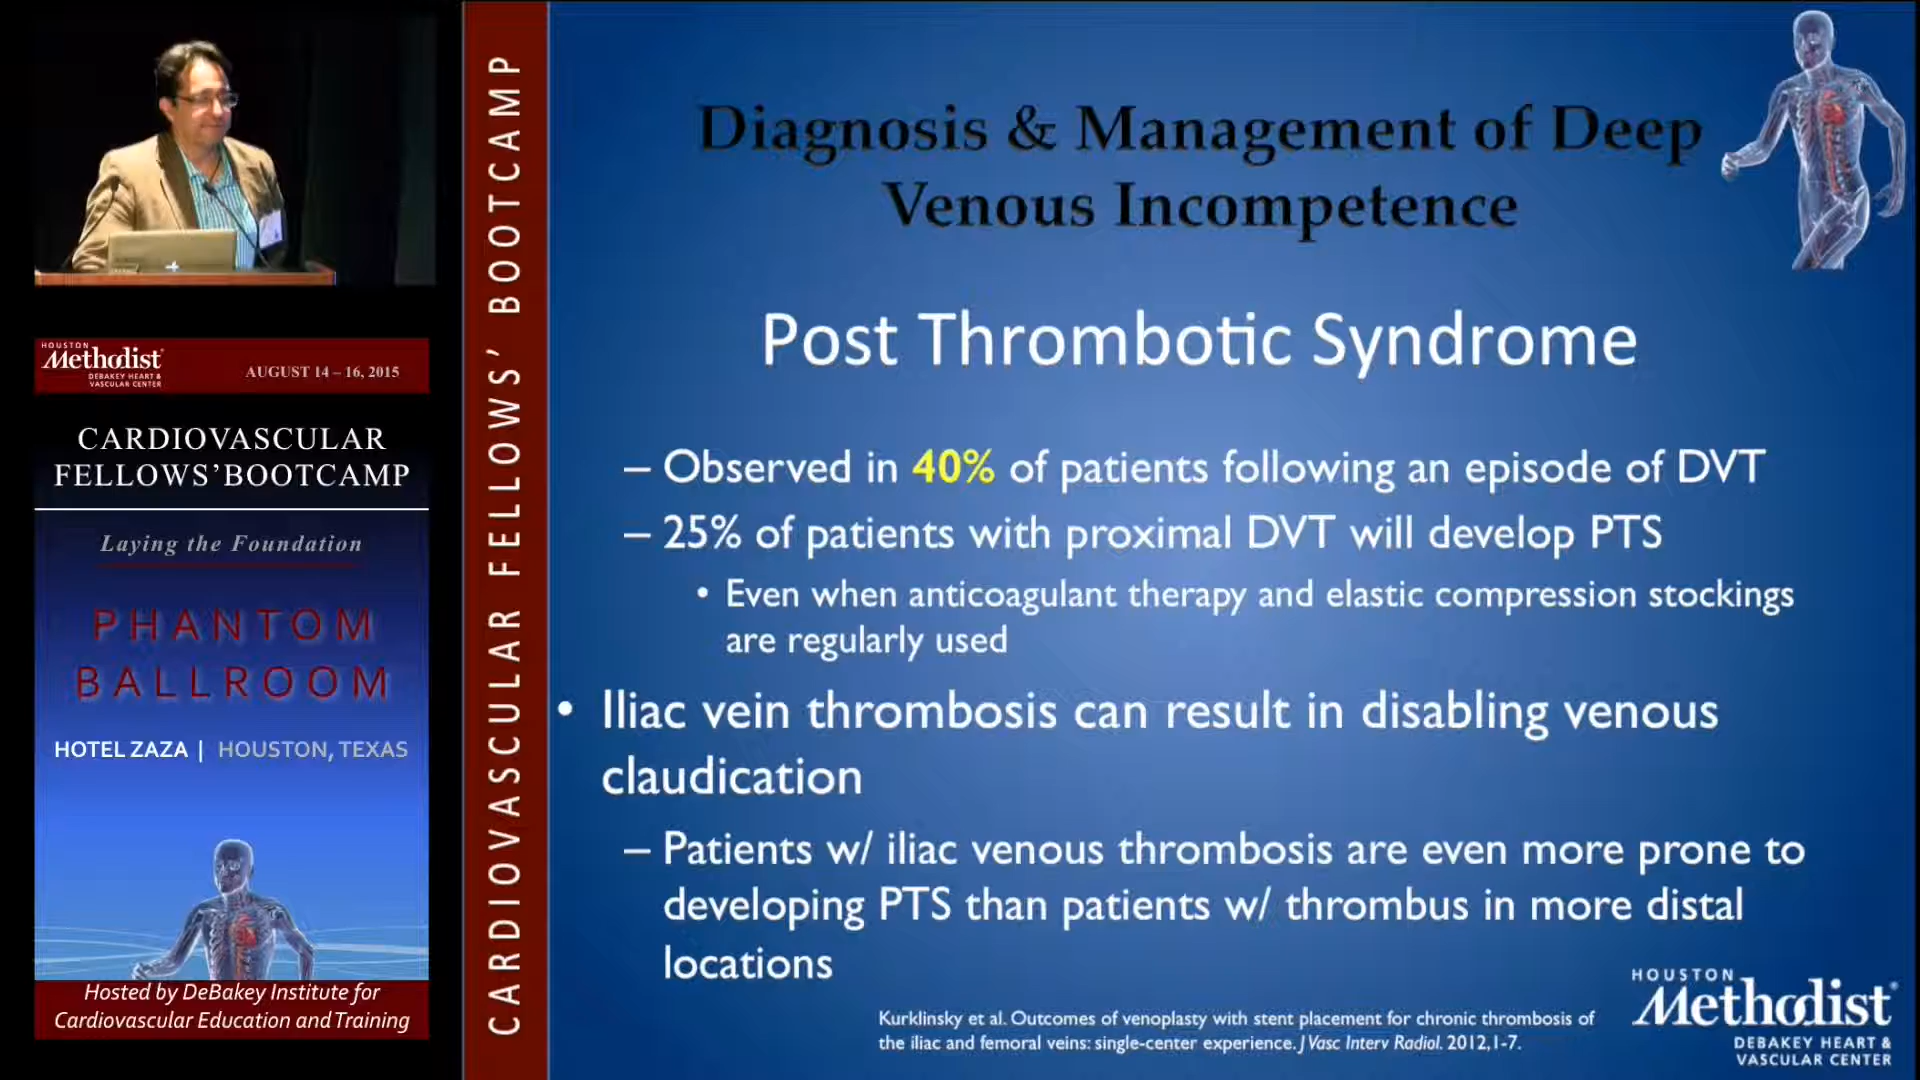 HOUSTON
Methodist
DEBAKEY HEART &
VASCULAR CENTER
AUGUST 14 – 16, 2015
CARDIOVASCULAR
FELLOWS' BOOTCAMP
Laying the Foundation
PHANTOM
BALLROOM
HOTEL ZAZA | HOUSTON, TEXAS
Hosted by DeBakey Institute for
Cardiovascular Education and Training
CARDIOVASCULAR FELLOWS' BOOTCAMP
Diagnosis & Management of Deep
Venous Incompetence
Post Thrombotic Syndrome
– Observed in 40% of patients following an episode of DVT
– 25% of patients with proximal DVT will develop PTS
• Even when anticoagulant therapy and elastic compression stockings
are regularly used
• Iliac vein thrombosis can result in disabling venous
claudication
– Patients w/ iliac venous thrombosis are even more prone to
developing PTS than patients w/ thrombus in more distal
locations
Kurklinsky et al. Outcomes of venoplasty with stent placement for chronic thrombosis of
the iliac and femoral veins: single-center experience. J Vasc Interv Radiol. 2012,1-7.
HOUSTON
Methodist
DEBAKEY HEART &
VASCULAR CENTER